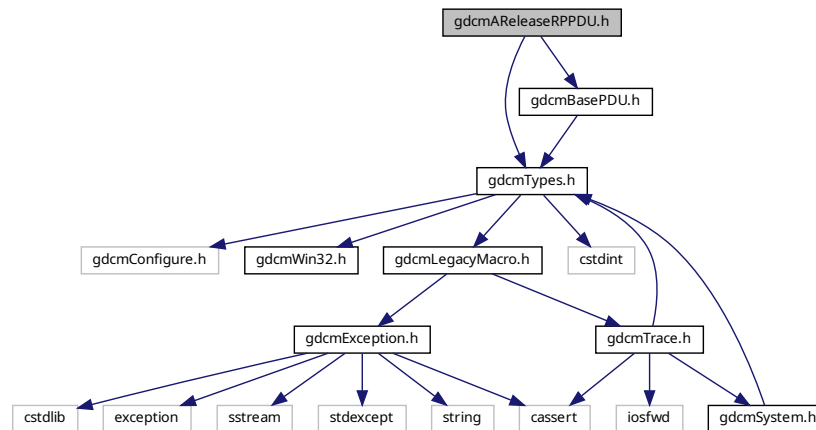 gdcmAReleaseRPPDU.h
gdcmBasePDU.h
gdcmTypes.h
gdcmConfigure.h
gdcmWin32.h
gdcmLegacyMacro.h
cstdint
gdcmException.h
gdcmTrace.h
cstdlib
exception
sstream
stdexcept
string
cassert
iosfwd
gdcmSystem.h